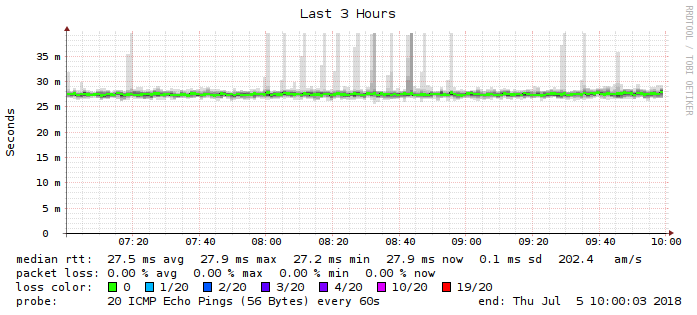 Last 3 Hours
RRDTOOL / TOBI OETIKER
Seconds
35 m
30 m
25 m
20 m
15 m
10 m
5 m
0
07:20 07:40 08:00 08:20 08:40 09:00 09:20 09:40 10:00
median rtt: 27.5 ms avg 27.9 ms max 27.2 ms min 27.9 ms now 0.1 ms sd 202.4 am/s
packet loss: 0.00 % avg 0.00 % max 0.00 % min 0.00 % now
loss color: 0 1/20 2/20 3/20 4/20 10/20 19/20
probe: 20 ICMP Echo Pings (56 Bytes) every 60s end: Thu Jul 5 10:00:03 2018